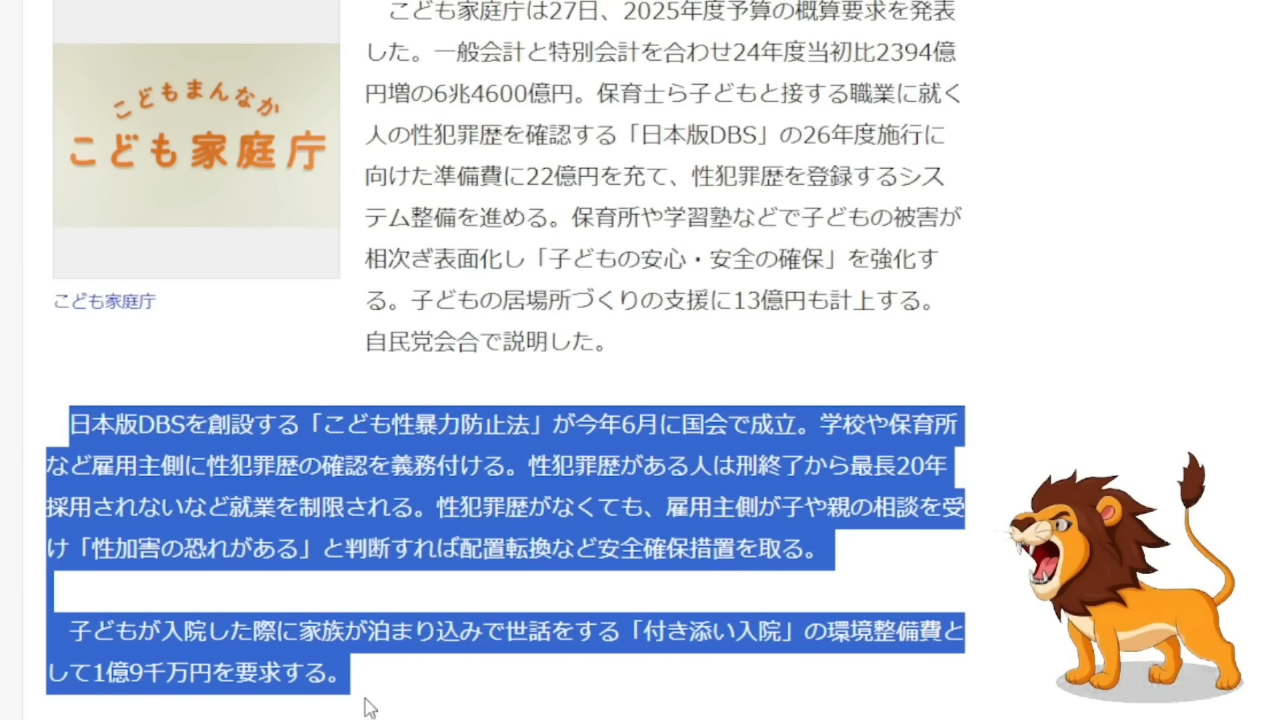 こどもまんなか
こども家庭庁
こども家庭庁
こども家庭庁は27日、2025年度予算の概算要求を発表
した。一般会計と特別会計を合わせ24年度当初比2394億
円増の6兆4600億円。保育士ら子どもと接する職業に就く
人の性犯罪歴を確認する「日本版DBS」の26年度施行に
向けた準備費に22億円を充て、性犯罪歴を登録するシス
テム整備を進める。保育所や学習塾などで子どもの被害が
相次ぎ表面化し「子どもの安心・安全の確保」を強化す
る。子どもの居場所づくりの支援に13億円も計上する。
自民党会合で説明した。
日本版DBSを創設する「こども性暴力防止法」が今年6月に国会で成立。学校や保育所
など雇用主側に性犯罪歴の確認を義務付ける。性犯罪歴がある人は刑終了から最長20年
採用されないなど就業を制限される。性犯罪歴がなくても、雇用主側が子や親の相談を受
け「性加害の恐れがある」と判断すれば配置転換など安全確保措置を取る。
子どもが入院した際に家族が泊まり込みで世話をする「付き添い入院」の環境整備費と
して1億9千万円を要求する。